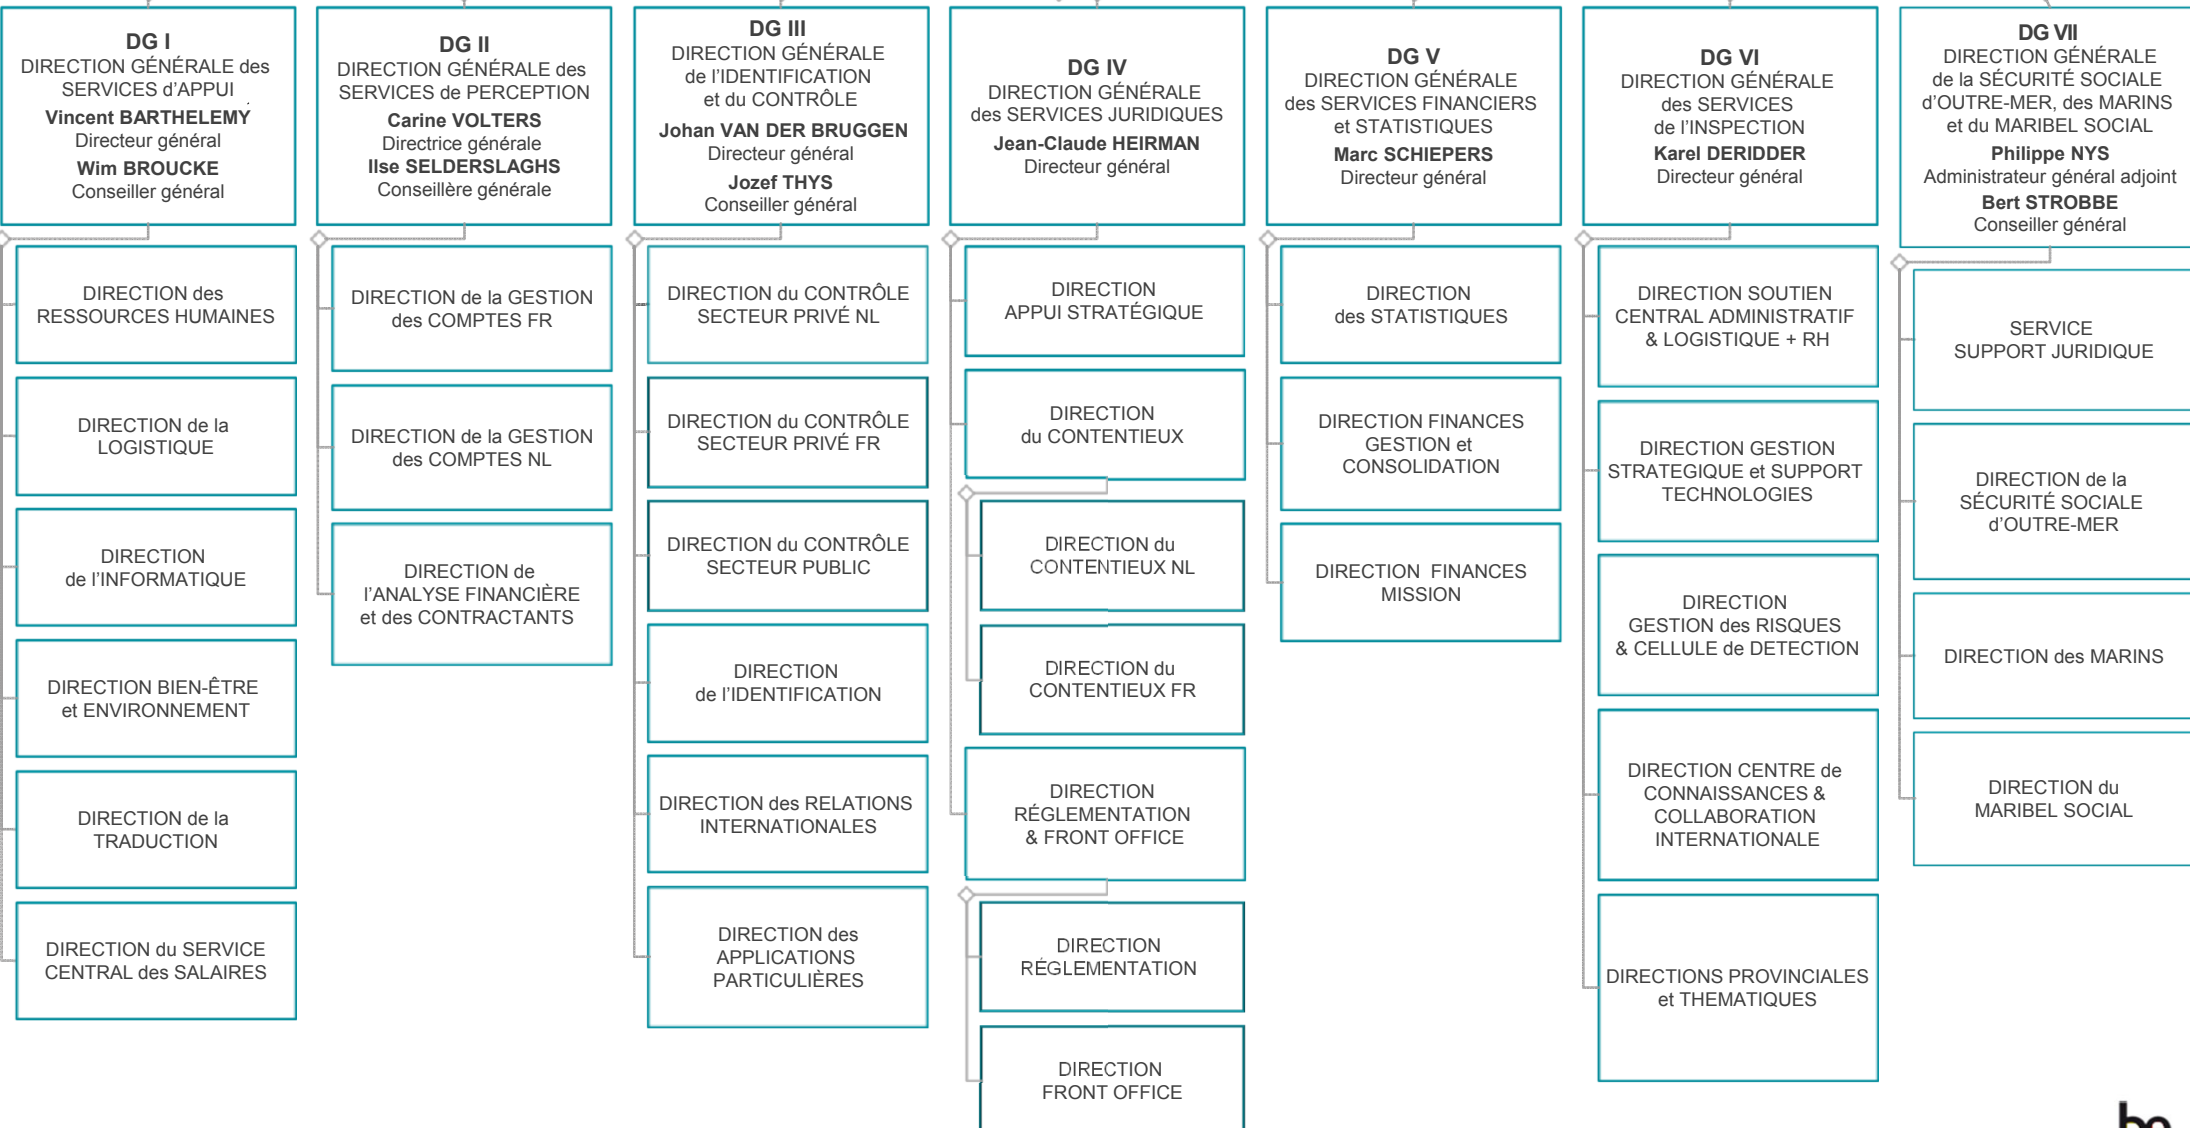 DG I
DIRECTION GÉNÉRALE des
SERVICES d’APPUI
Vincent BARTHELEMY
Directeur général
Wim BROUCKE
Conseiller général
DIRECTION des
RESSOURCES HUMAINES
DIRECTION de la
LOGISTIQUE
DIRECTION
de l’INFORMATIQUE
DIRECTION BIEN-ÊTRE
et ENVIRONNEMENT
DIRECTION de la
TRADUCTION
DIRECTION du SERVICE
CENTRAL des SALAIRES
DG II
DIRECTION GÉNÉRALE des
SERVICES de PERCEPTION
Carine VOLTERS
Directrice générale
Ilse SELDERSLAGHS
Conseillère générale
DIRECTION de la GESTION
des COMPTES FR
DIRECTION de la GESTION
des COMPTES NL
DIRECTION de
l’ANALYSE FINANCIÈRE
et des CONTRACTANTS
DG III
DIRECTION GÉNÉRALE
de l’IDENTIFICATION
et du CONTRÔLE
Johan VAN DER BRUGGEN
Directeur général
Jozef THYS
Conseiller général
DIRECTION du CONTRÔLE
SECTEUR PRIVÉ NL
DIRECTION du CONTRÔLE
SECTEUR PRIVÉ FR
DIRECTION du CONTRÔLE
SECTEUR PUBLIC
DIRECTION
de l’IDENTIFICATION
DIRECTION des RELATIONS
INTERNATIONALES
DIRECTION des
APPLICATIONS
PARTICULIÈRES
DG IV
DIRECTION GÉNÉRALE
des SERVICES JURIDIQUES
Jean-Claude HEIRMAN
Directeur général
DIRECTION
APPUI STRATÉGIQUE
DIRECTION
du CONTENTIEUX
DIRECTION du
CONTENTIEUX NL
DIRECTION du
CONTENTIEUX FR
DIRECTION
RÉGLEMENTATION
& FRONT OFFICE
DIRECTION
RÉGLEMENTATION
DIRECTION
FRONT OFFICE
DG V
DIRECTION GÉNÉRALE
des SERVICES FINANCIERS
et STATISTIQUES
Marc SCHIEPERS
Directeur général
DIRECTION
des STATISTIQUES
DIRECTION FINANCES
GESTION et
CONSOLIDATION
DIRECTION FINANCES
MISSION
DG VI
DIRECTION GÉNÉRALE
des SERVICES
de l’INSPECTION
Karel DERIDDER
Directeur général
DIRECTION SOUTIEN
CENTRAL ADMINISTRATIF
& LOGISTIQUE + RH
DIRECTION GESTION
STRATEGIQUE et SUPPORT
TECHNOLOGIES
DIRECTION
GESTION des RISQUES
& CELLULE de DETECTION
DIRECTION CENTRE de
CONNAISSANCES &
COLLABORATION
INTERNATIONALE
DIRECTIONS PROVINCIALES
et THEMATIQUES
DG VII
DIRECTION GÉNÉRALE
de la SÉCURITÉ SOCIALE
d’OUTRE-MER, des MARINS
et du MARIBEL SOCIAL
Philippe NYS
Administrateur général adjoint
Bert STROBBE
Conseiller général
SERVICE
SUPPORT JURIDIQUE
DIRECTION de la
SÉCURITÉ SOCIALE
d’OUTRE-MER
DIRECTION des MARINS
DIRECTION du
MARIBEL SOCIAL